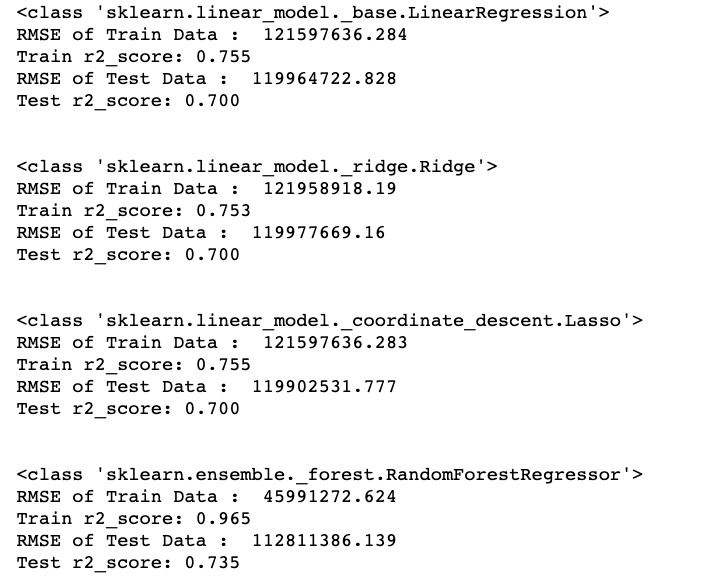 <class 'sklearn.linear_model._base.LinearRegression'>
RMSE of Train Data :  121597636.284
Train r2_score: 0.755
RMSE of Test Data :  119964722.828
Test r2_score: 0.700
<class 'sklearn.linear_model._ridge.Ridge'>
RMSE of Train Data :  121958918.19
Train r2_score: 0.753
RMSE of Test Data :  119977669.16
Test r2_score: 0.700
<class 'sklearn.linear_model._coordinate_descent.Lasso'>
RMSE of Train Data :  121597636.283
Train r2_score: 0.755
RMSE of Test Data :  119902531.777
Test r2_score: 0.700
<class 'sklearn.ensemble._forest.RandomForestRegressor'>
RMSE of Train Data :  45991272.624
Train r2_score: 0.965
RMSE of Test Data :  112811386.139
Test r2_score: 0.735